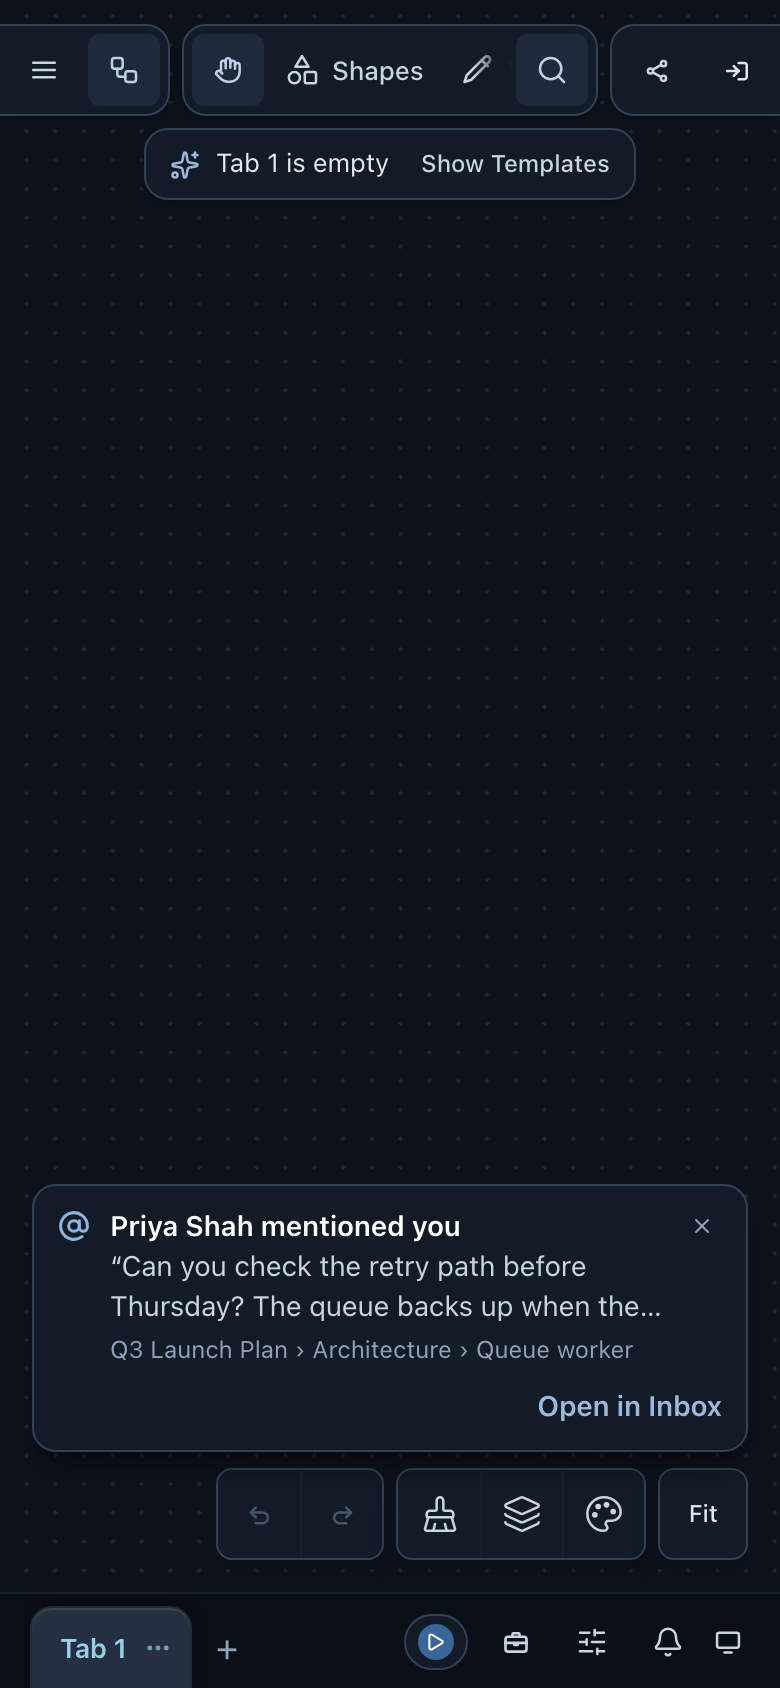 Shapes
Tab 1 is empty Show Templates
Priya Shah mentioned you
“Can you check the retry path before
Thursday? The queue backs up when the...
Q3 Launch Plan › Architecture › Queue worker
Open in Inbox
Fit
Tab 1